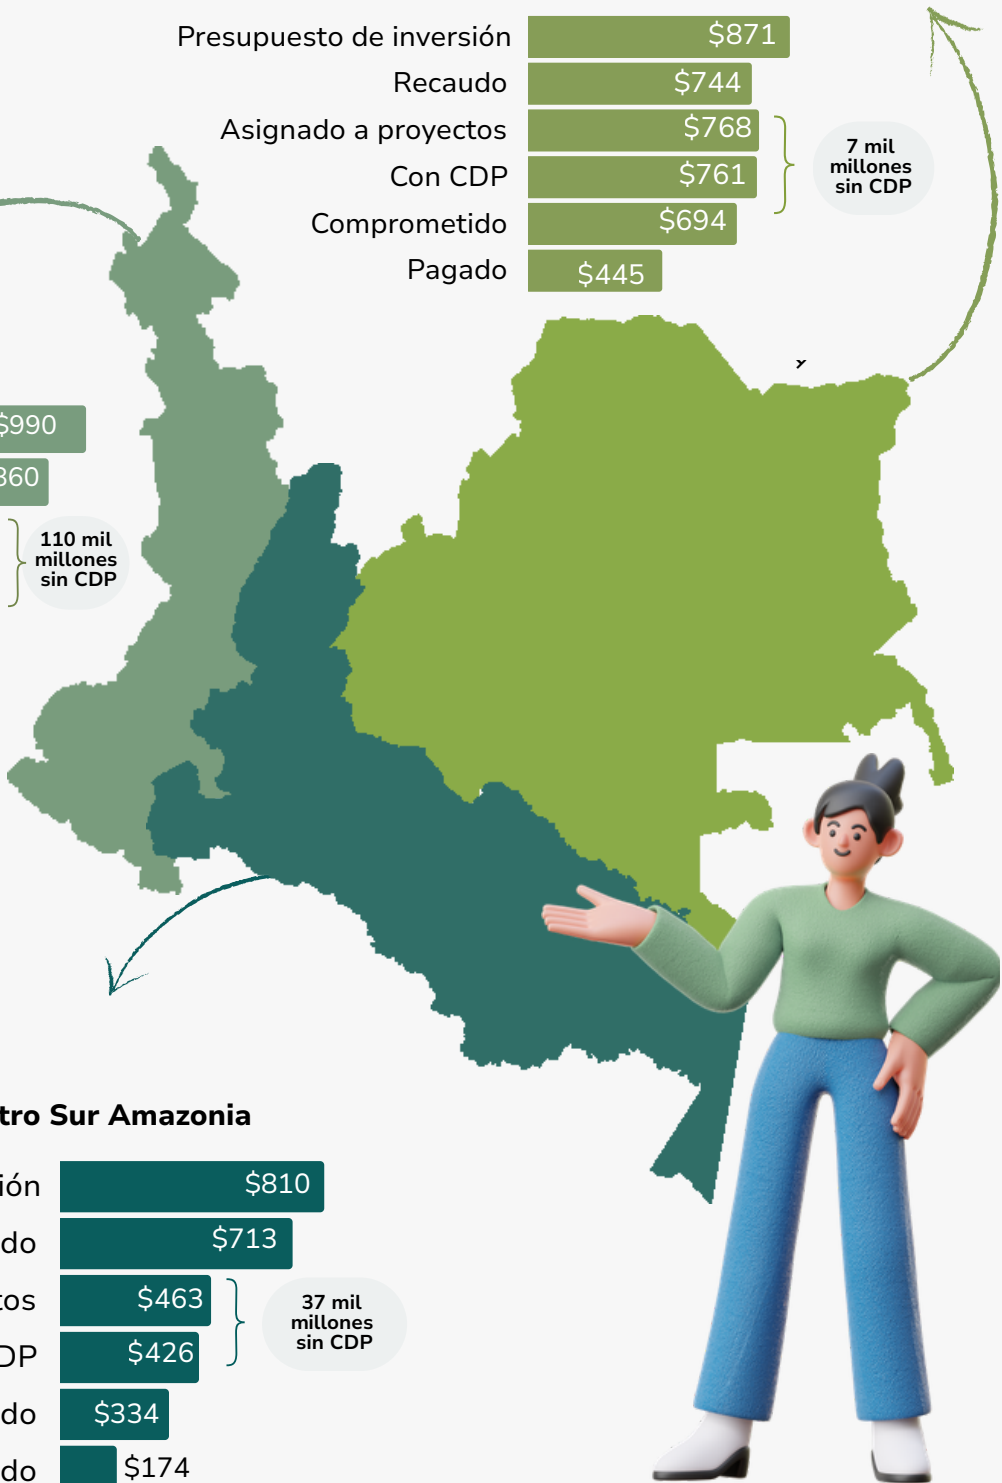 Presupuesto de inversión $871
Recaudo $744
Asignado a proyectos $768
Con CDP $761
Comprometido $694
Pagado $445
7 mil
millones
sin CDP
$990
360
110 mil
millones
sin CDP
tro Sur Amazonia
ión $810
do $713
tos $463
DP $426
do $334
do $174
37 mil
millones
sin CDP